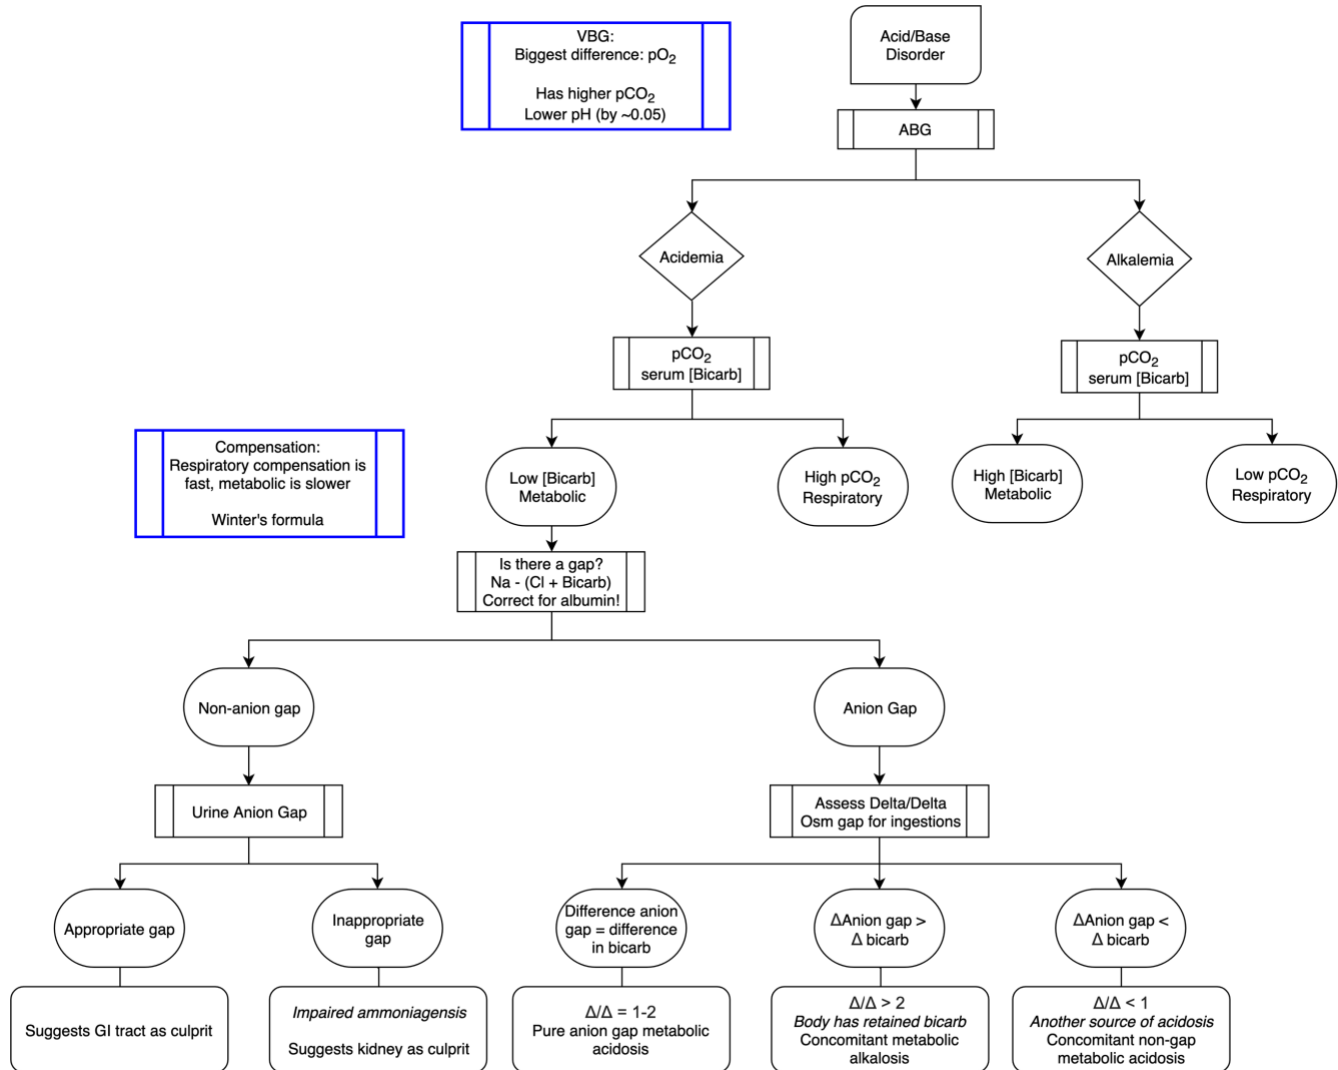 VBG:
Biggest difference: pO₂
Has higher pCO₂
Lower pH (by ~0.05)
Acid/Base
Disorder
ABG
Acidemia
Alkalemia
pCO₂
serum [Bicarb]
pCO₂
serum [Bicarb]
Compensation:
Respiratory compensation is
fast, metabolic is slower
Winter's formula
Low [Bicarb]
Metabolic
High pCO₂
Respiratory
High [Bicarb]
Metabolic
Low pCO₂
Respiratory
Is there a gap?
Na - (Cl + Bicarb)
Correct for albumin!
Non-anion gap
Anion Gap
Urine Anion Gap
Assess Delta/Delta
Osm gap for ingestions
Appropriate gap
Inappropriate
gap
Difference anion
gap = difference
in bicarb
ΔAnion gap >
Δ bicarb
ΔAnion gap <
Δ bicarb
Suggests GI tract as culprit
Impaired ammoniagensis
Suggests kidney as culprit
Δ/Δ = 1-2
Pure anion gap metabolic
acidosis
Δ/Δ > 2
Body has retained bicarb
Concomitant metabolic
alkalosis
Δ/Δ < 1
Another source of acidosis
Concomitant non-gap
metabolic acidosis